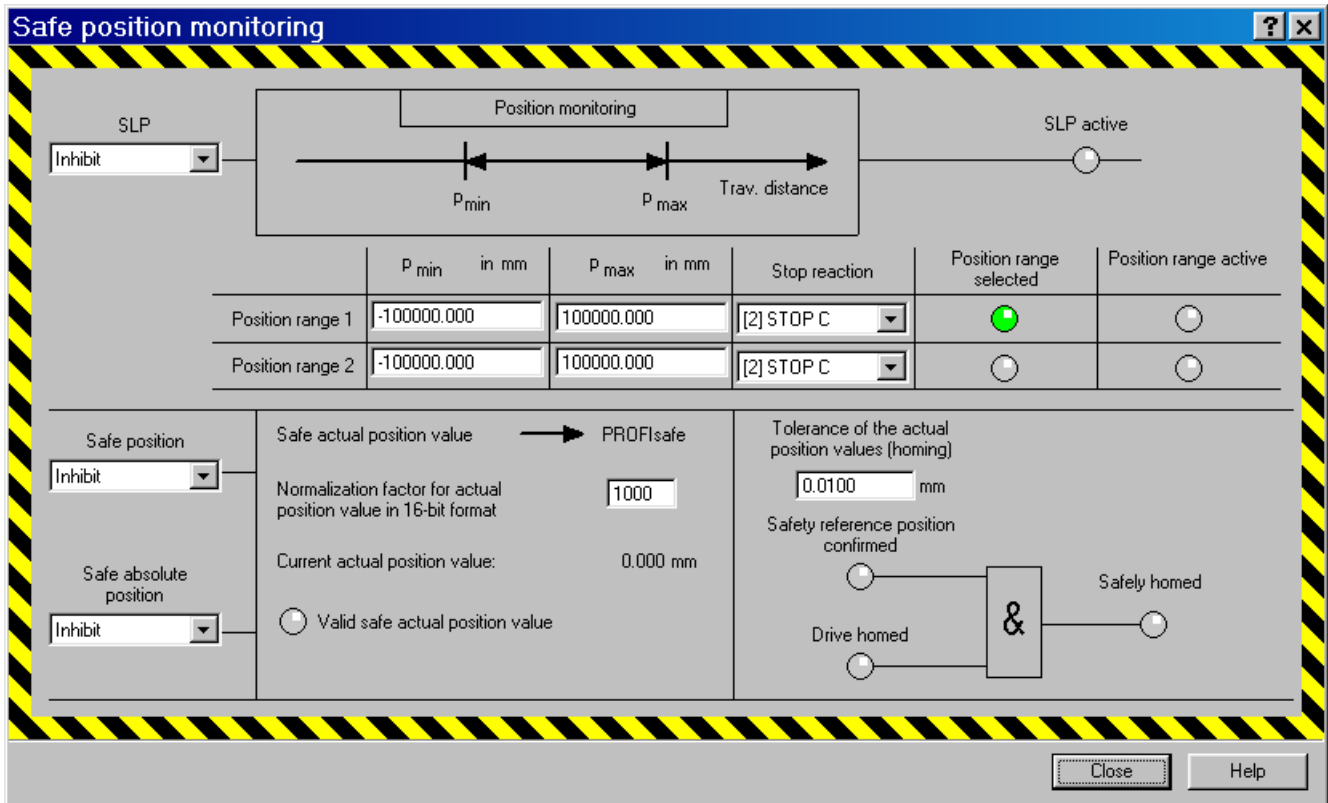 Safe position monitoring
? ×
Position monitoring
SLP
Inhibit
SLP active
P min
P max
Trav. distance
P min in mm
P max in mm
Stop reaction
Position range
selected
Position range active
Position range 1
-100000.000
100000.000
[2] STOP C
Position range 2
-100000.000
100000.000
[2] STOP C
Safe position
Inhibit
Safe absolute
position
Inhibit
Safe actual position value
PROFIsafe
Normalization factor for actual
position value in 16-bit format
1000
Current actual position value:
0.000 mm
Valid safe actual position value
Tolerance of the actual
position values (homing)
0.0100 mm
Safety reference position
confirmed
Drive homed
&
Safely homed
Close
Help